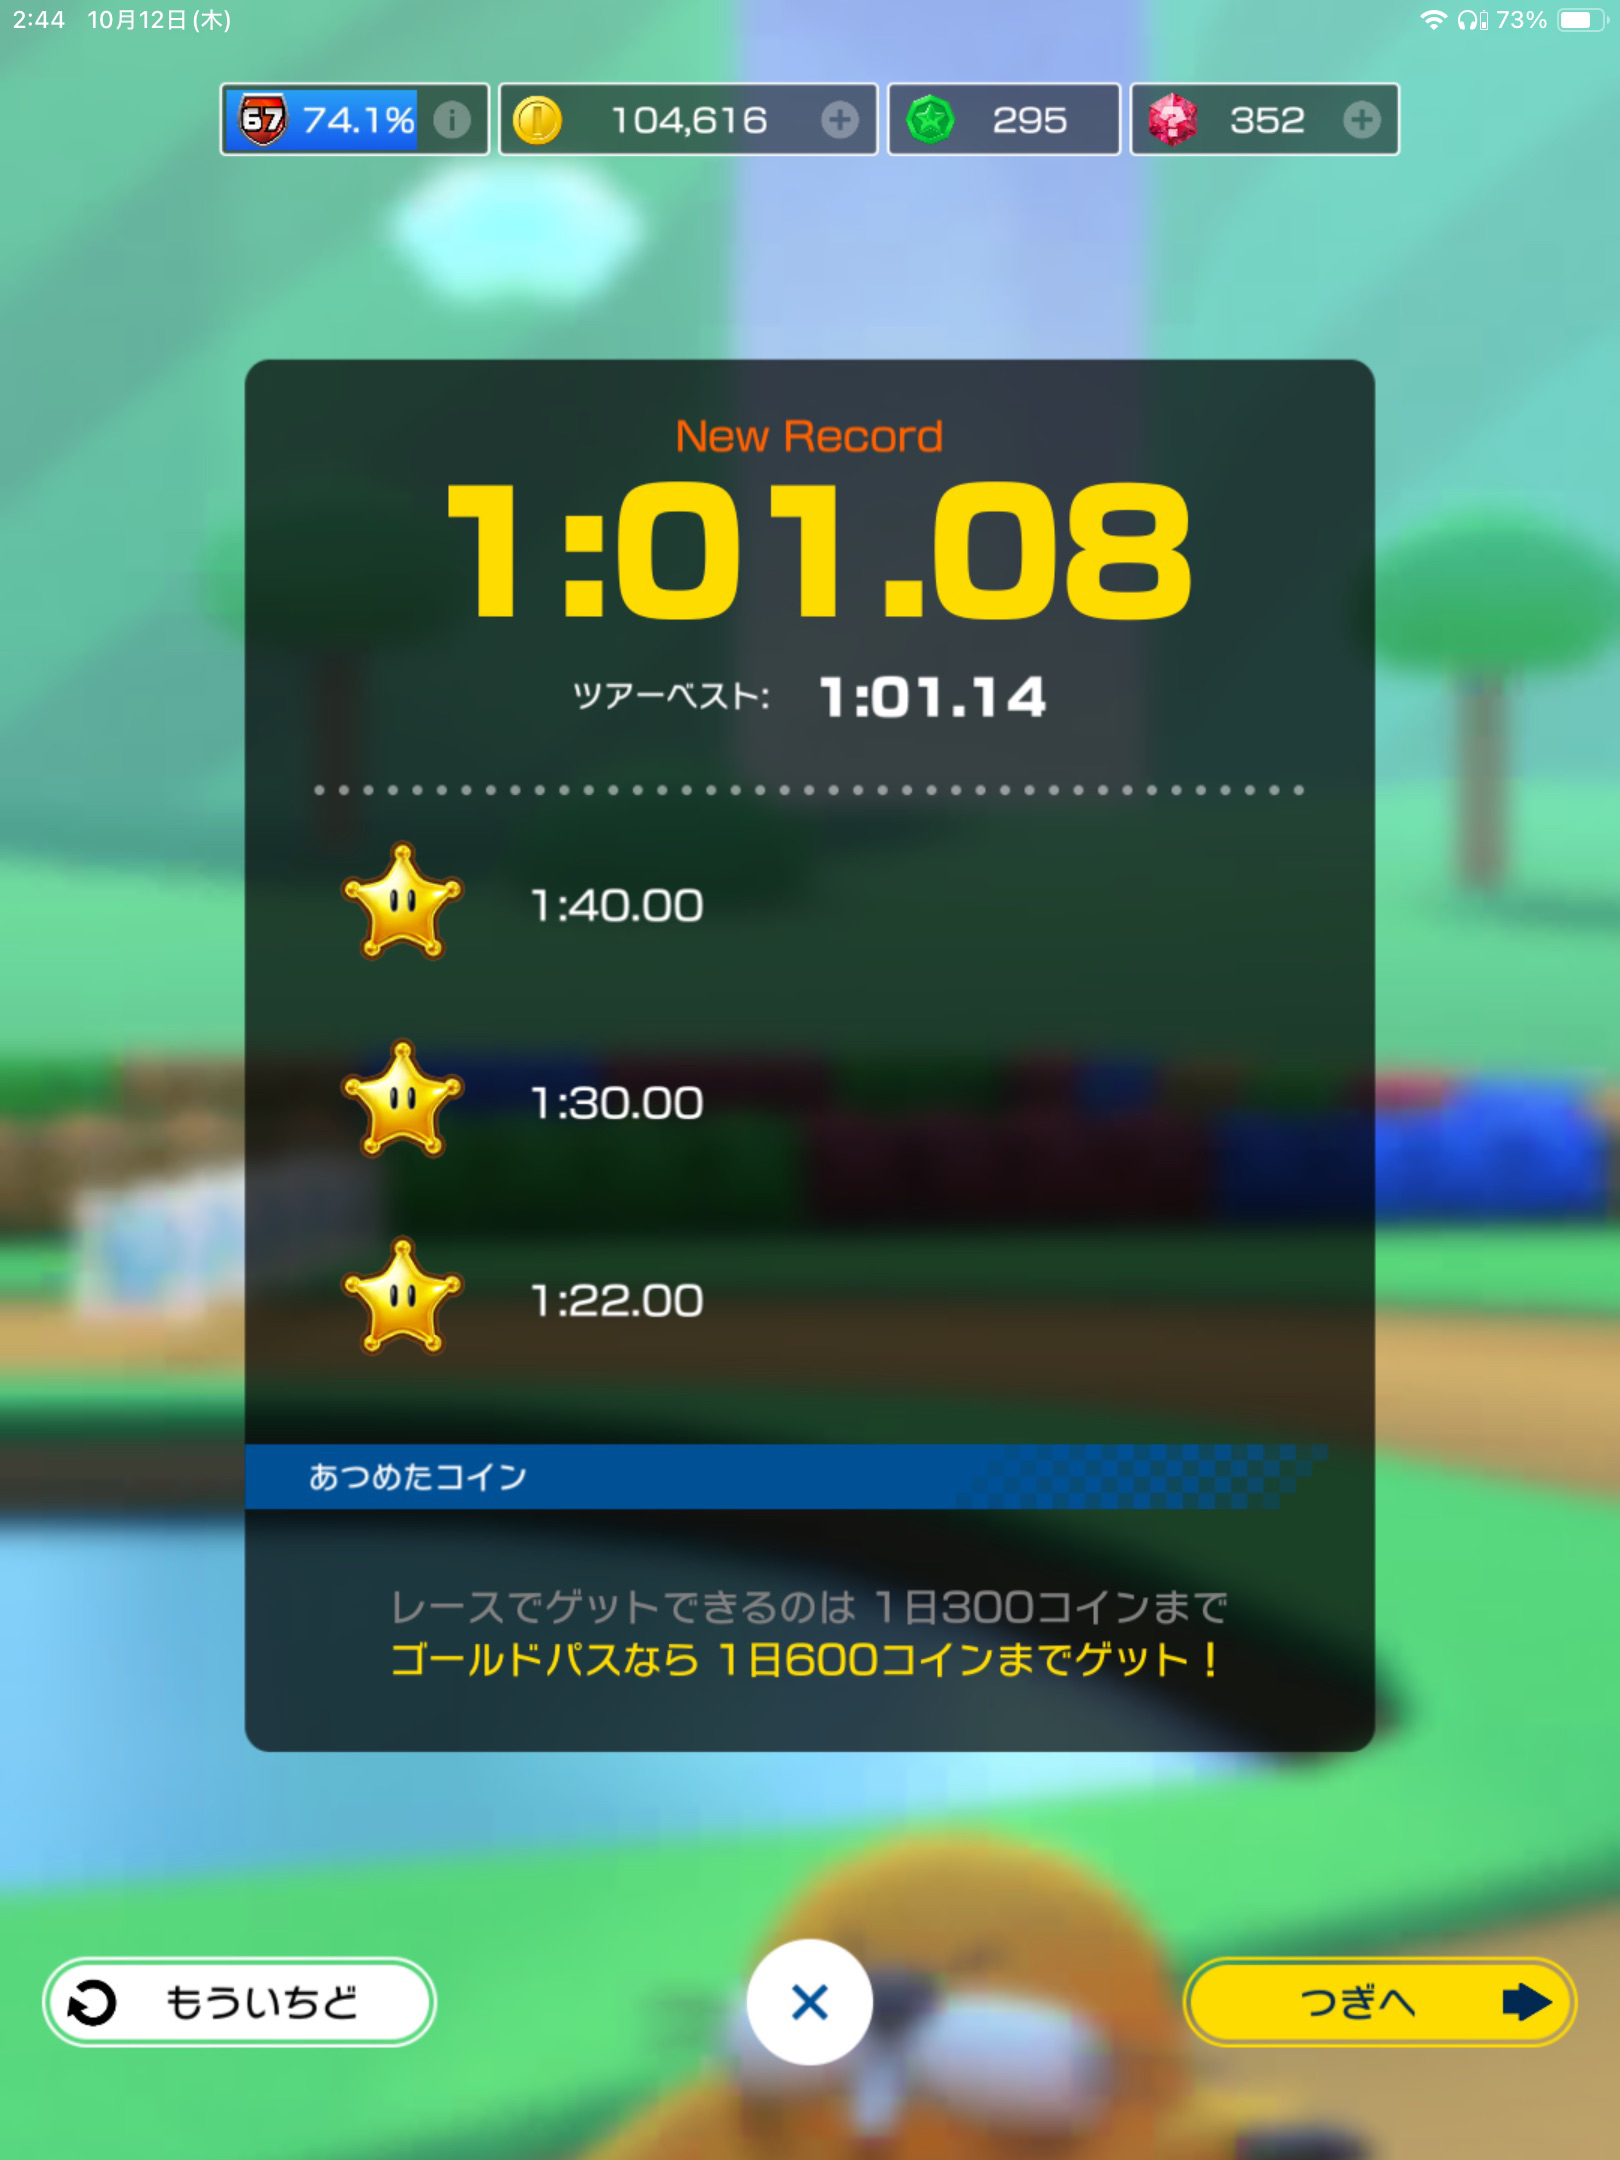 2:44 10月12日(木) 73%
67 74.1% i 104,616 + 295 ? 352 +
New Record
1:01.08
ツアーベスト: 1:01.14
1:40.00
1:30.00
1:22.00
あつめたコイン
レースでゲットできるのは 1日300コインまで
ゴールドパスなら 1日600コインまでゲット！
もういちど × つぎへ